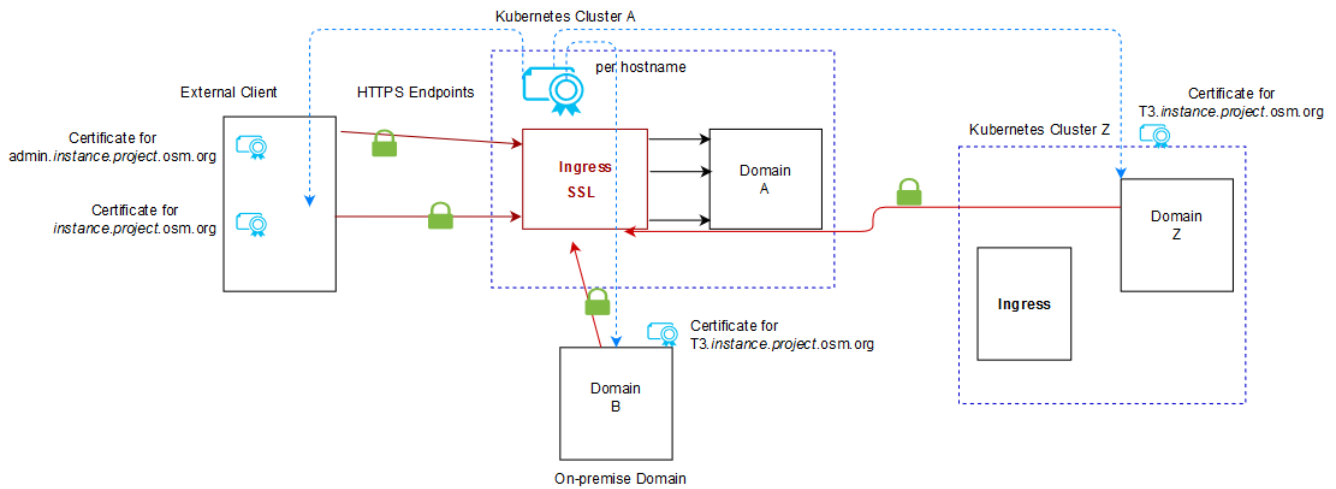 Kubernetes Cluster A
per hostname
External Client
HTTPS Endpoints
Certificate for
T3.instance.project.osm.org
Kubernetes Cluster Z
Certificate for
admin.instance.project.osm.org
Ingress
SSL
Domain
A
Certificate for
instance.project.osm.org
Domain
Z
Ingress
Certificate for
T3.instance.project.osm.org
Domain
B
On-premise Domain